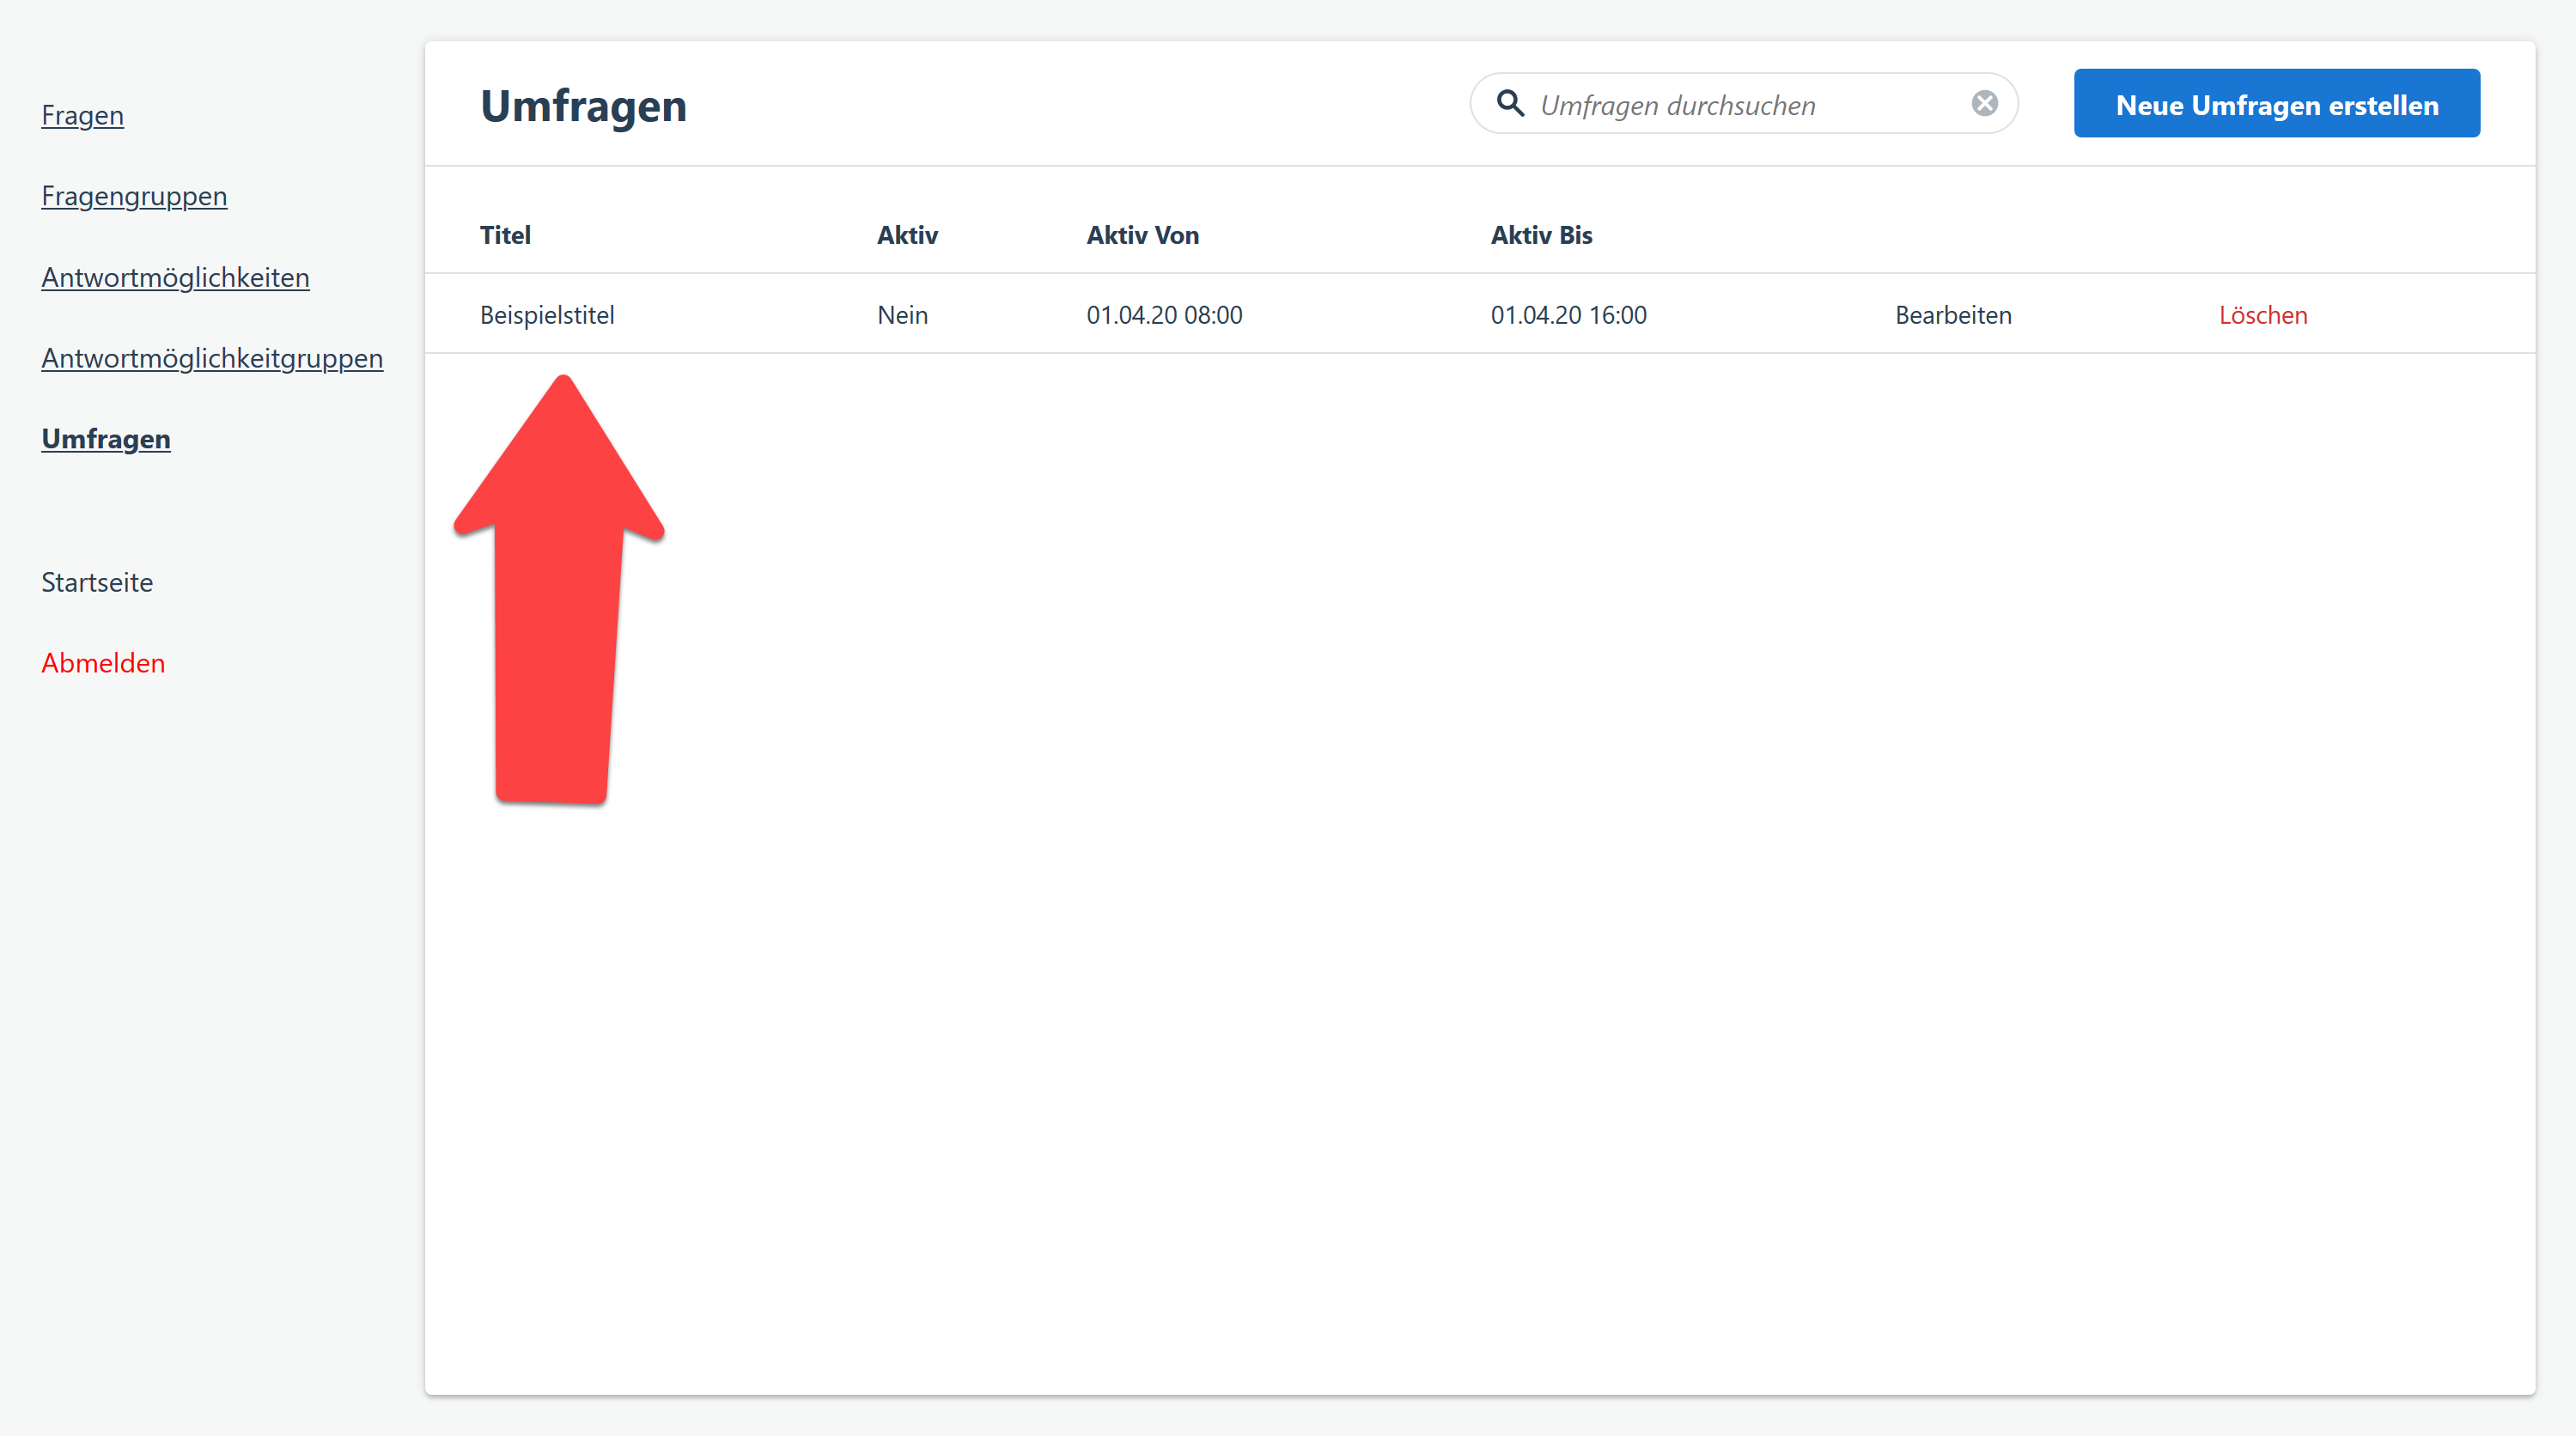 Fragen
Fragengruppen
Antwortmöglichkeiten
Antwortmöglichkeitgruppen
Umfragen
Startseite
Abmelden
Umfragen
Umfragen durchsuchen
Neue Umfragen erstellen
Titel Aktiv Aktiv Von Aktiv Bis
Beispielstitel Nein 01.04.20 08:00 01.04.20 16:00 Bearbeiten Löschen